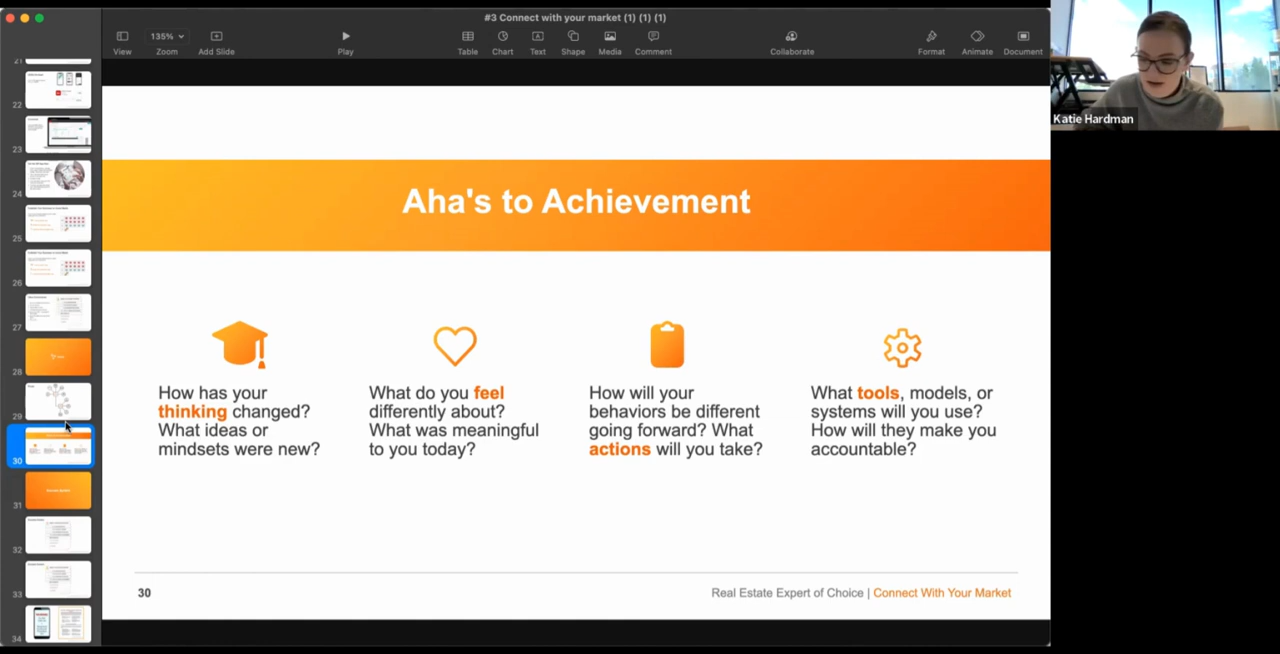 #3 Connect with your market (1) (1) (1)
135%
View
Zoom
Add Slide
Play
Table
Chart
Text
Shape
Media
Comment
Collaborate
Format
Animate
Document
Katie Hardman
21
22
23
24
25
26
27
28
29
30
31
32
33
34
Aha's to Achievement
How has your
thinking changed?
What ideas or
mindsets were new?
What do you feel
differently about?
What was meaningful
to you today?
How will your
behaviors be different
going forward? What
actions will you take?
What tools, models, or
systems will you use?
How will they make you
accountable?
30
Real Estate Expert of Choice | Connect With Your Market